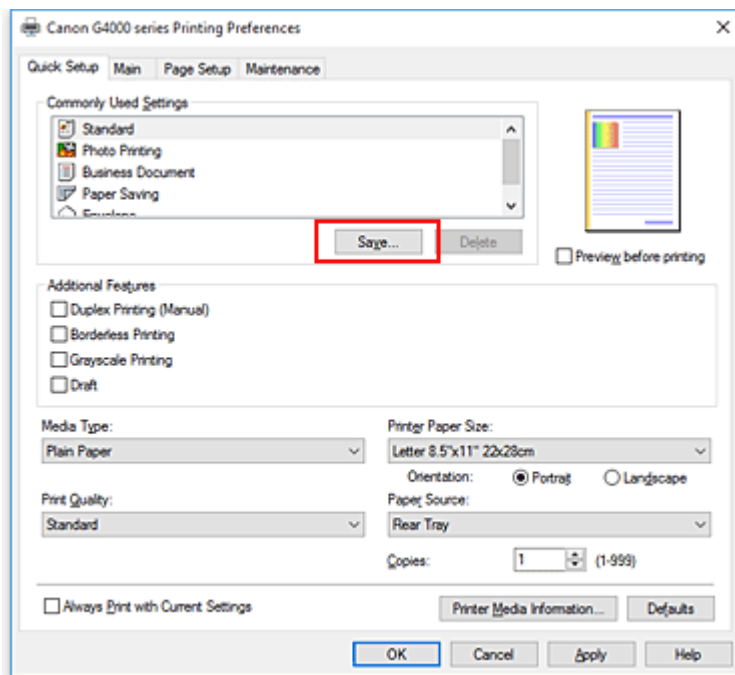 Canon G4000 series Printing Preferences
Quick Setup Main Page Setup Maintenance
Commonly Used Settings
Standard
Photo Printing
Business Document
Paper Saving
Envelope
Save... Delete
Preview before printing
Additional Features
Duplex Printing (Manual)
Borderless Printing
Grayscale Printing
Draft
Media Type:
Plain Paper
Printer Paper Size:
Letter 8.5"x11" 22x28cm
Orientation: Portrait Landscape
Print Quality:
Standard
Paper Source:
Rear Tray
Copies: 1 (1-999)
Always Print with Current Settings
Printer Media Information... Defaults
OK Cancel Apply Help